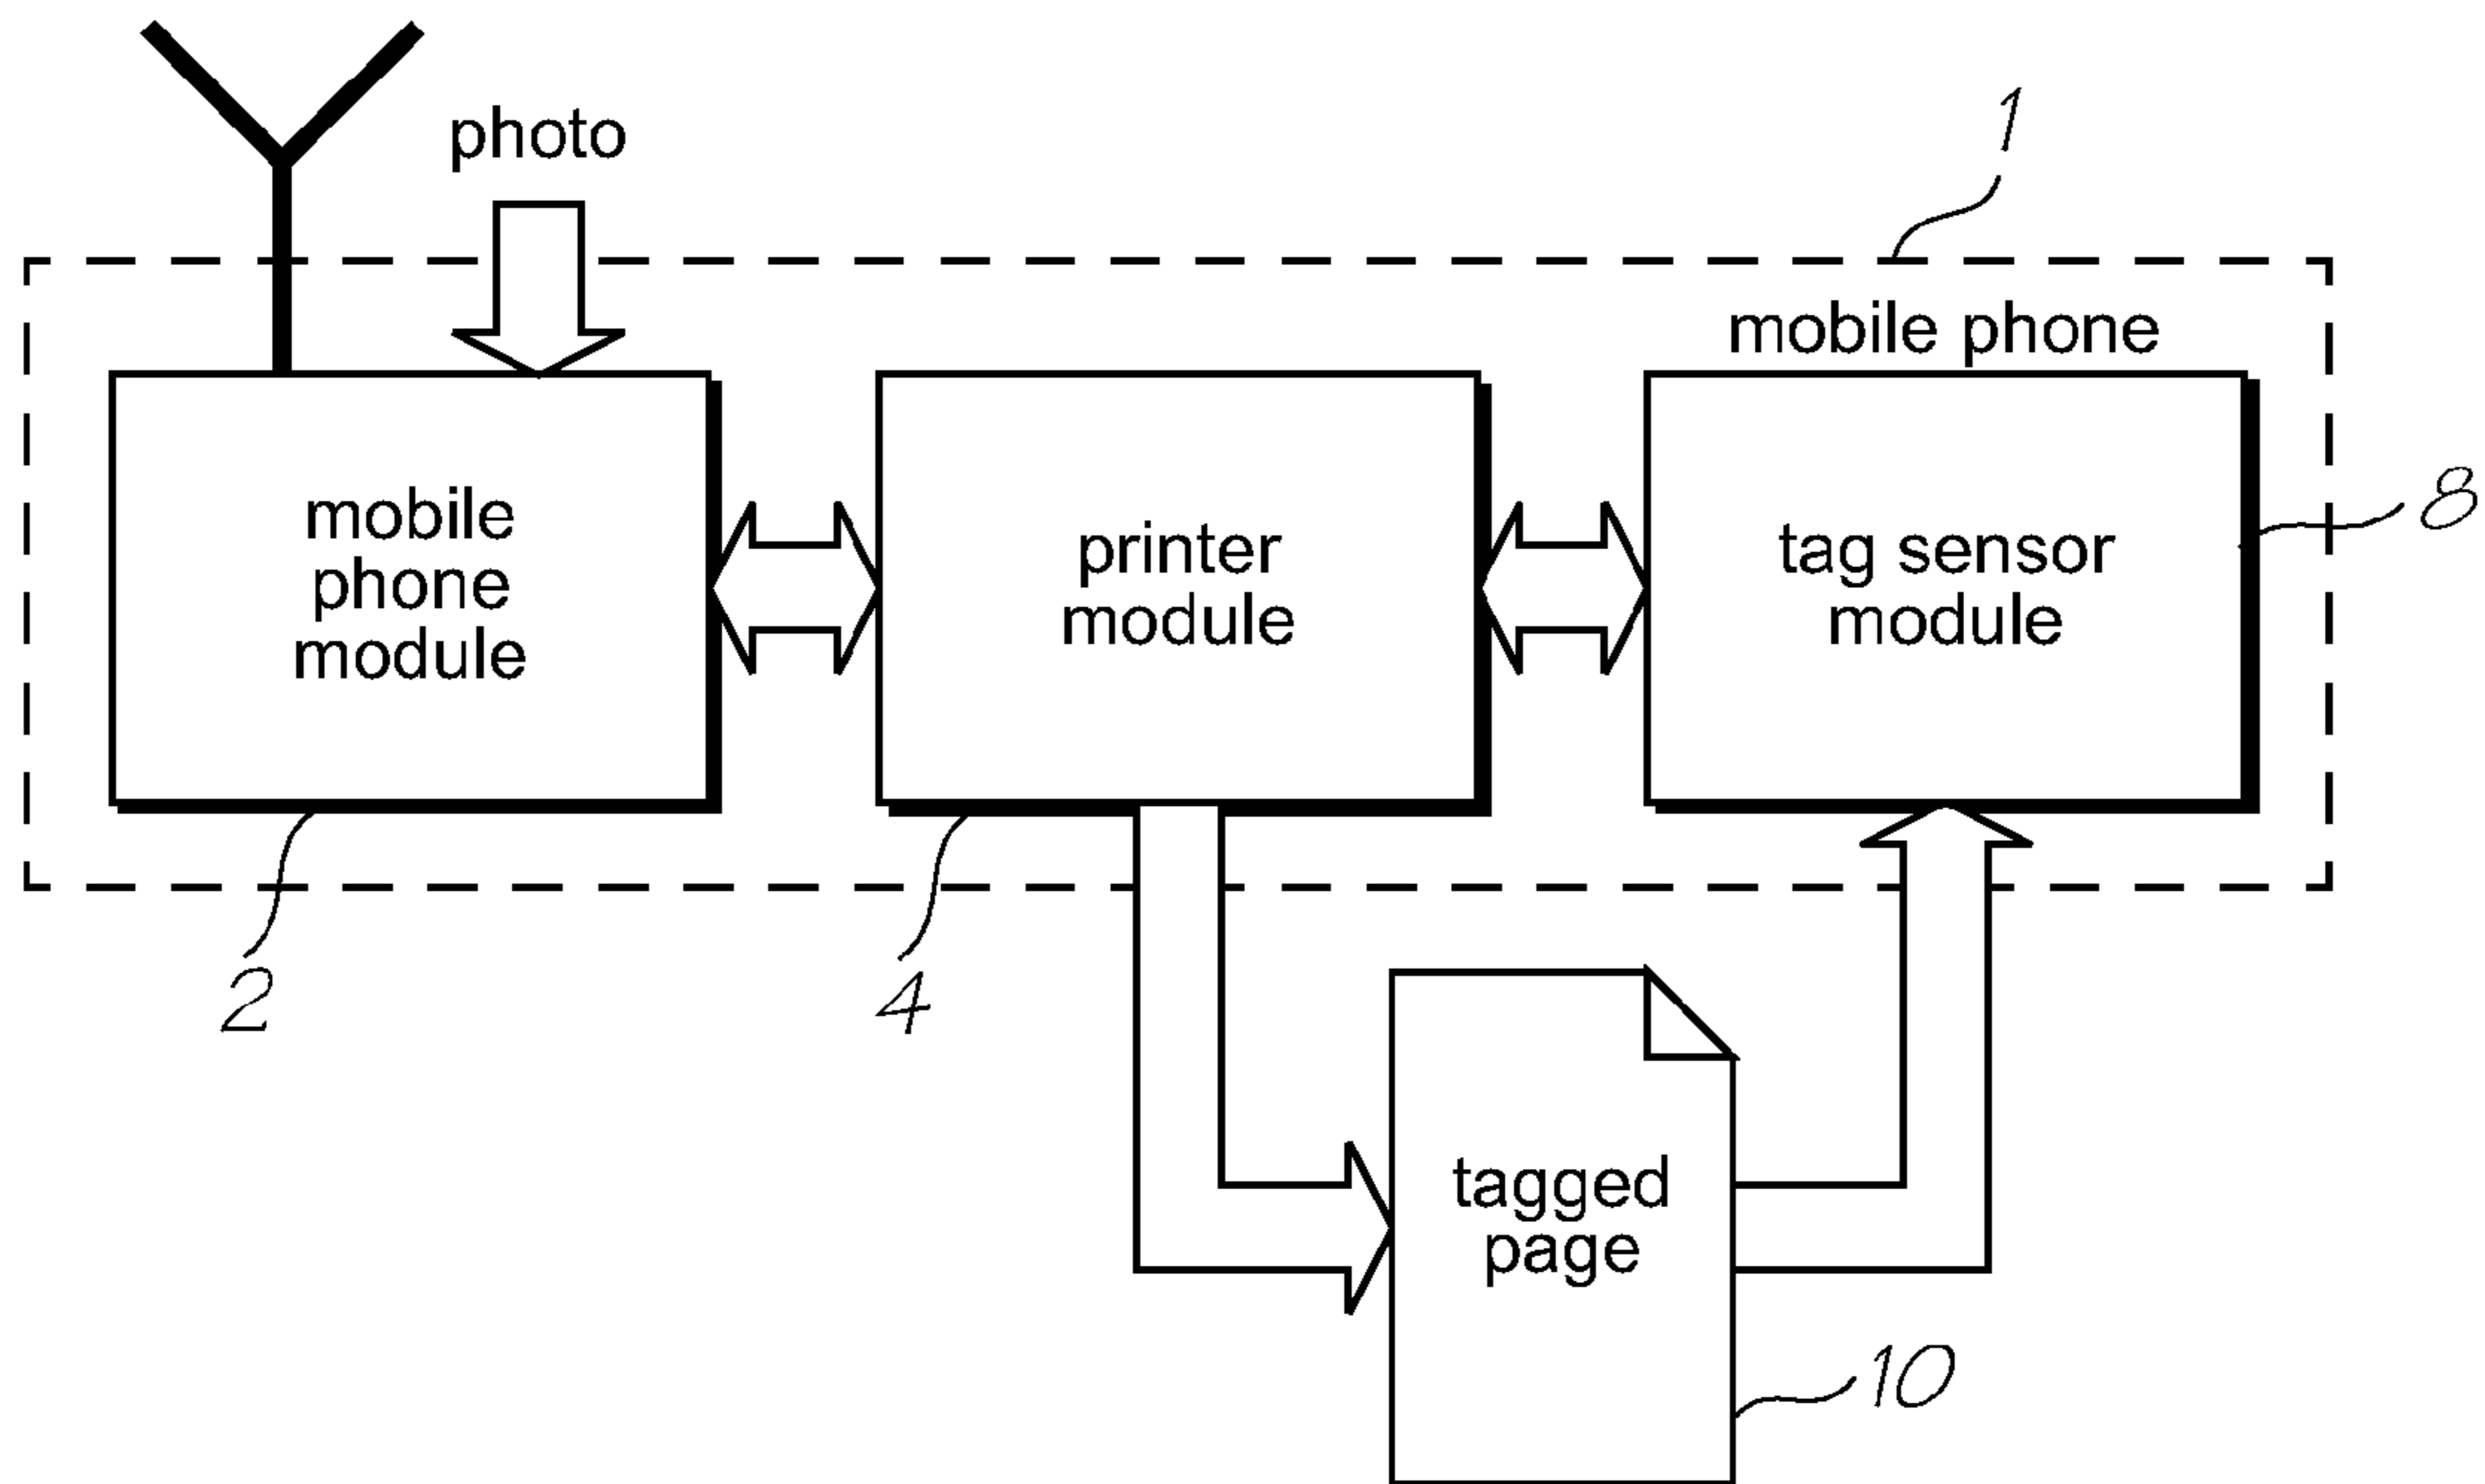 photo
1
mobile phone
mobile
phone
module
printer
module
tag sensor
module
8
2
4
tagged
page
10